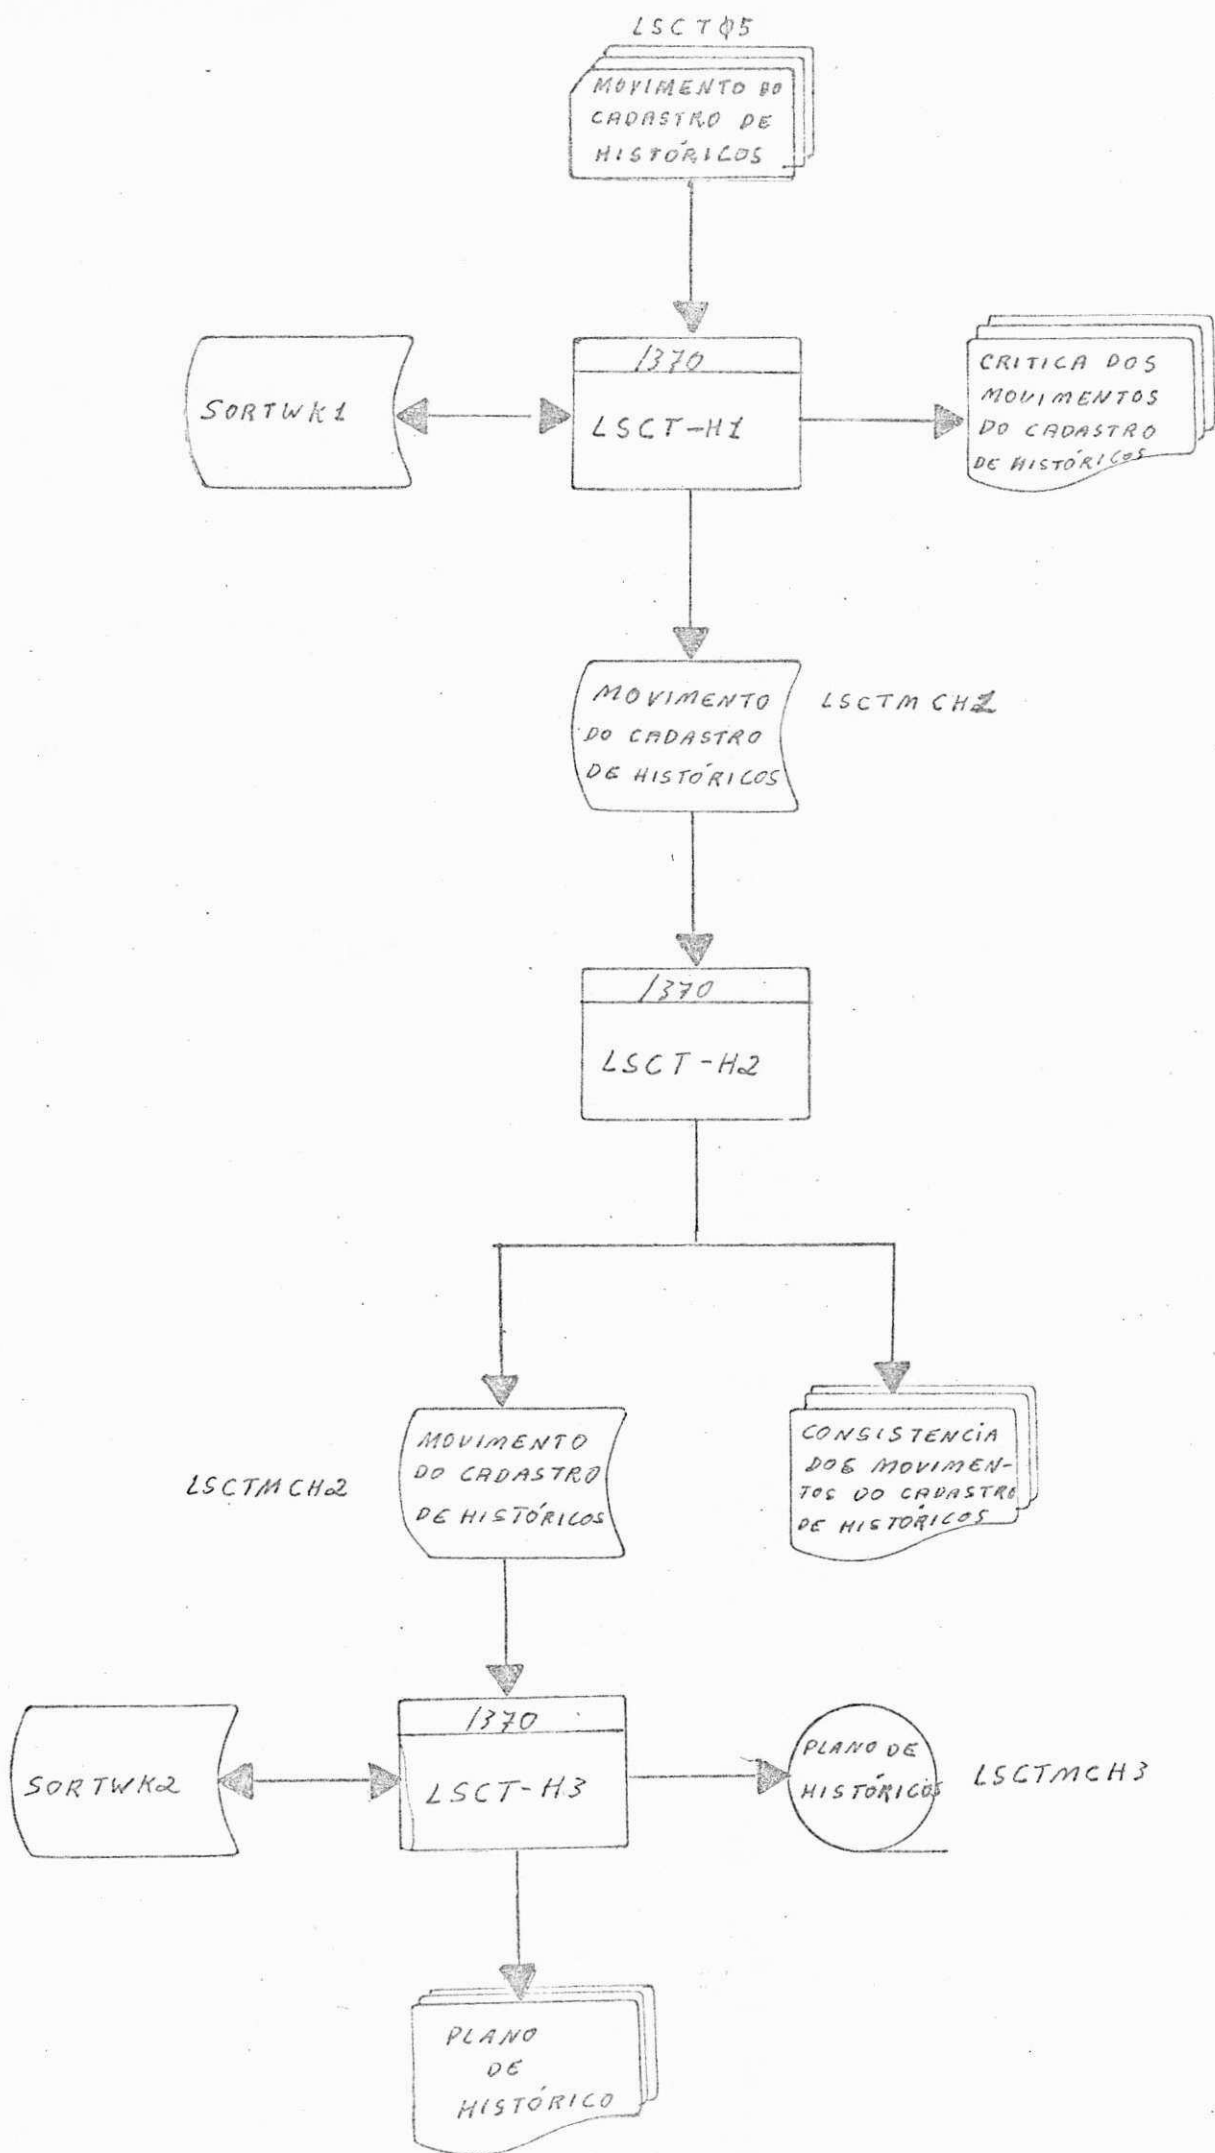 LSCTØ5
MOVIMENTO DO
CADASTRO DE
HISTÓRICOS
SORTWK1
1370
LSCT-H1
CRITICA DOS
MOVIMENTOS
DO CADASTRO
DE HISTÓRICOS
MOVIMENTO
DO CADASTRO
DE HISTÓRICOS
LSCTMCH1
1370
LSCT-H2
LSCTMCH2
MOVIMENTO
DO CADASTRO
DE HISTÓRICOS
CONSISTENCIA
DOS MOVIMEN-
TOS DO CADASTRO
DE HISTÓRICOS
SORTWK2
1370
LSCT-H3
PLANO DE
HISTÓRICOS
LSCTMCH3
PLANO
DE
HISTÓRICO